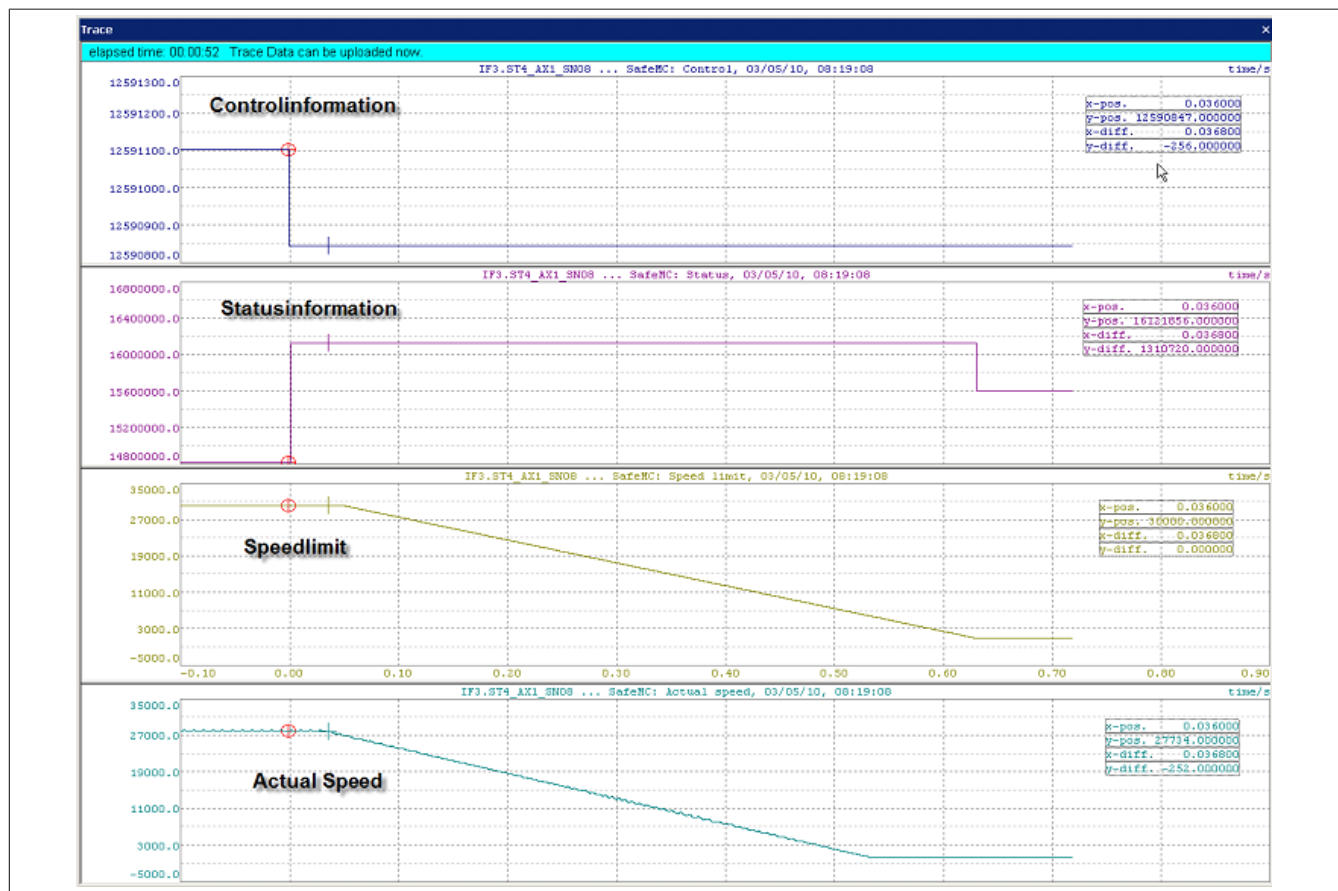 Trace
elapsed time: 00:00:52 Trace Data can be uploaded now.
IF3.ST4_AX1_SN08 ... SafeMC: Control, 03/05/10, 08:19:08 time/s
Controlinformation
12591300.0
12591200.0
12591100.0
12591000.0
12590900.0
12590800.0
x-pos. 0.036000
y-pos. 12590847.000000
x-diff. 0.036800
y-diff. -256.000000
IF3.ST4_AX1_SN08 ... SafeMC: Status, 03/05/10, 08:19:08 time/s
Statusinformation
16800000.0
16400000.0
16000000.0
15600000.0
15200000.0
14800000.0
x-pos. 0.036000
y-pos. 16121856.000000
x-diff. 0.036800
y-diff. 1310720.000000
IF3.ST4_AX1_SN08 ... SafeMC: Speed limit, 03/05/10, 08:19:08 time/s
35000.0
27000.0
19000.0
11000.0
3000.0
-5000.0
Speedlimit
x-pos. 0.036000
y-pos. 30080.000000
x-diff. 0.036800
y-diff. 0.000000
-0.10 0.00 0.10 0.20 0.30 0.40 0.50 0.60 0.70 0.80 0.90
IF3.ST4_AX1_SN08 ... SafeMC: Actual speed, 03/05/10, 08:19:08 time/s
35000.0
27000.0
19000.0
11000.0
3000.0
-5000.0
Actual Speed
x-pos. 0.036000
y-pos. 27734.000000
x-diff. 0.036800
y-diff. -252.000000